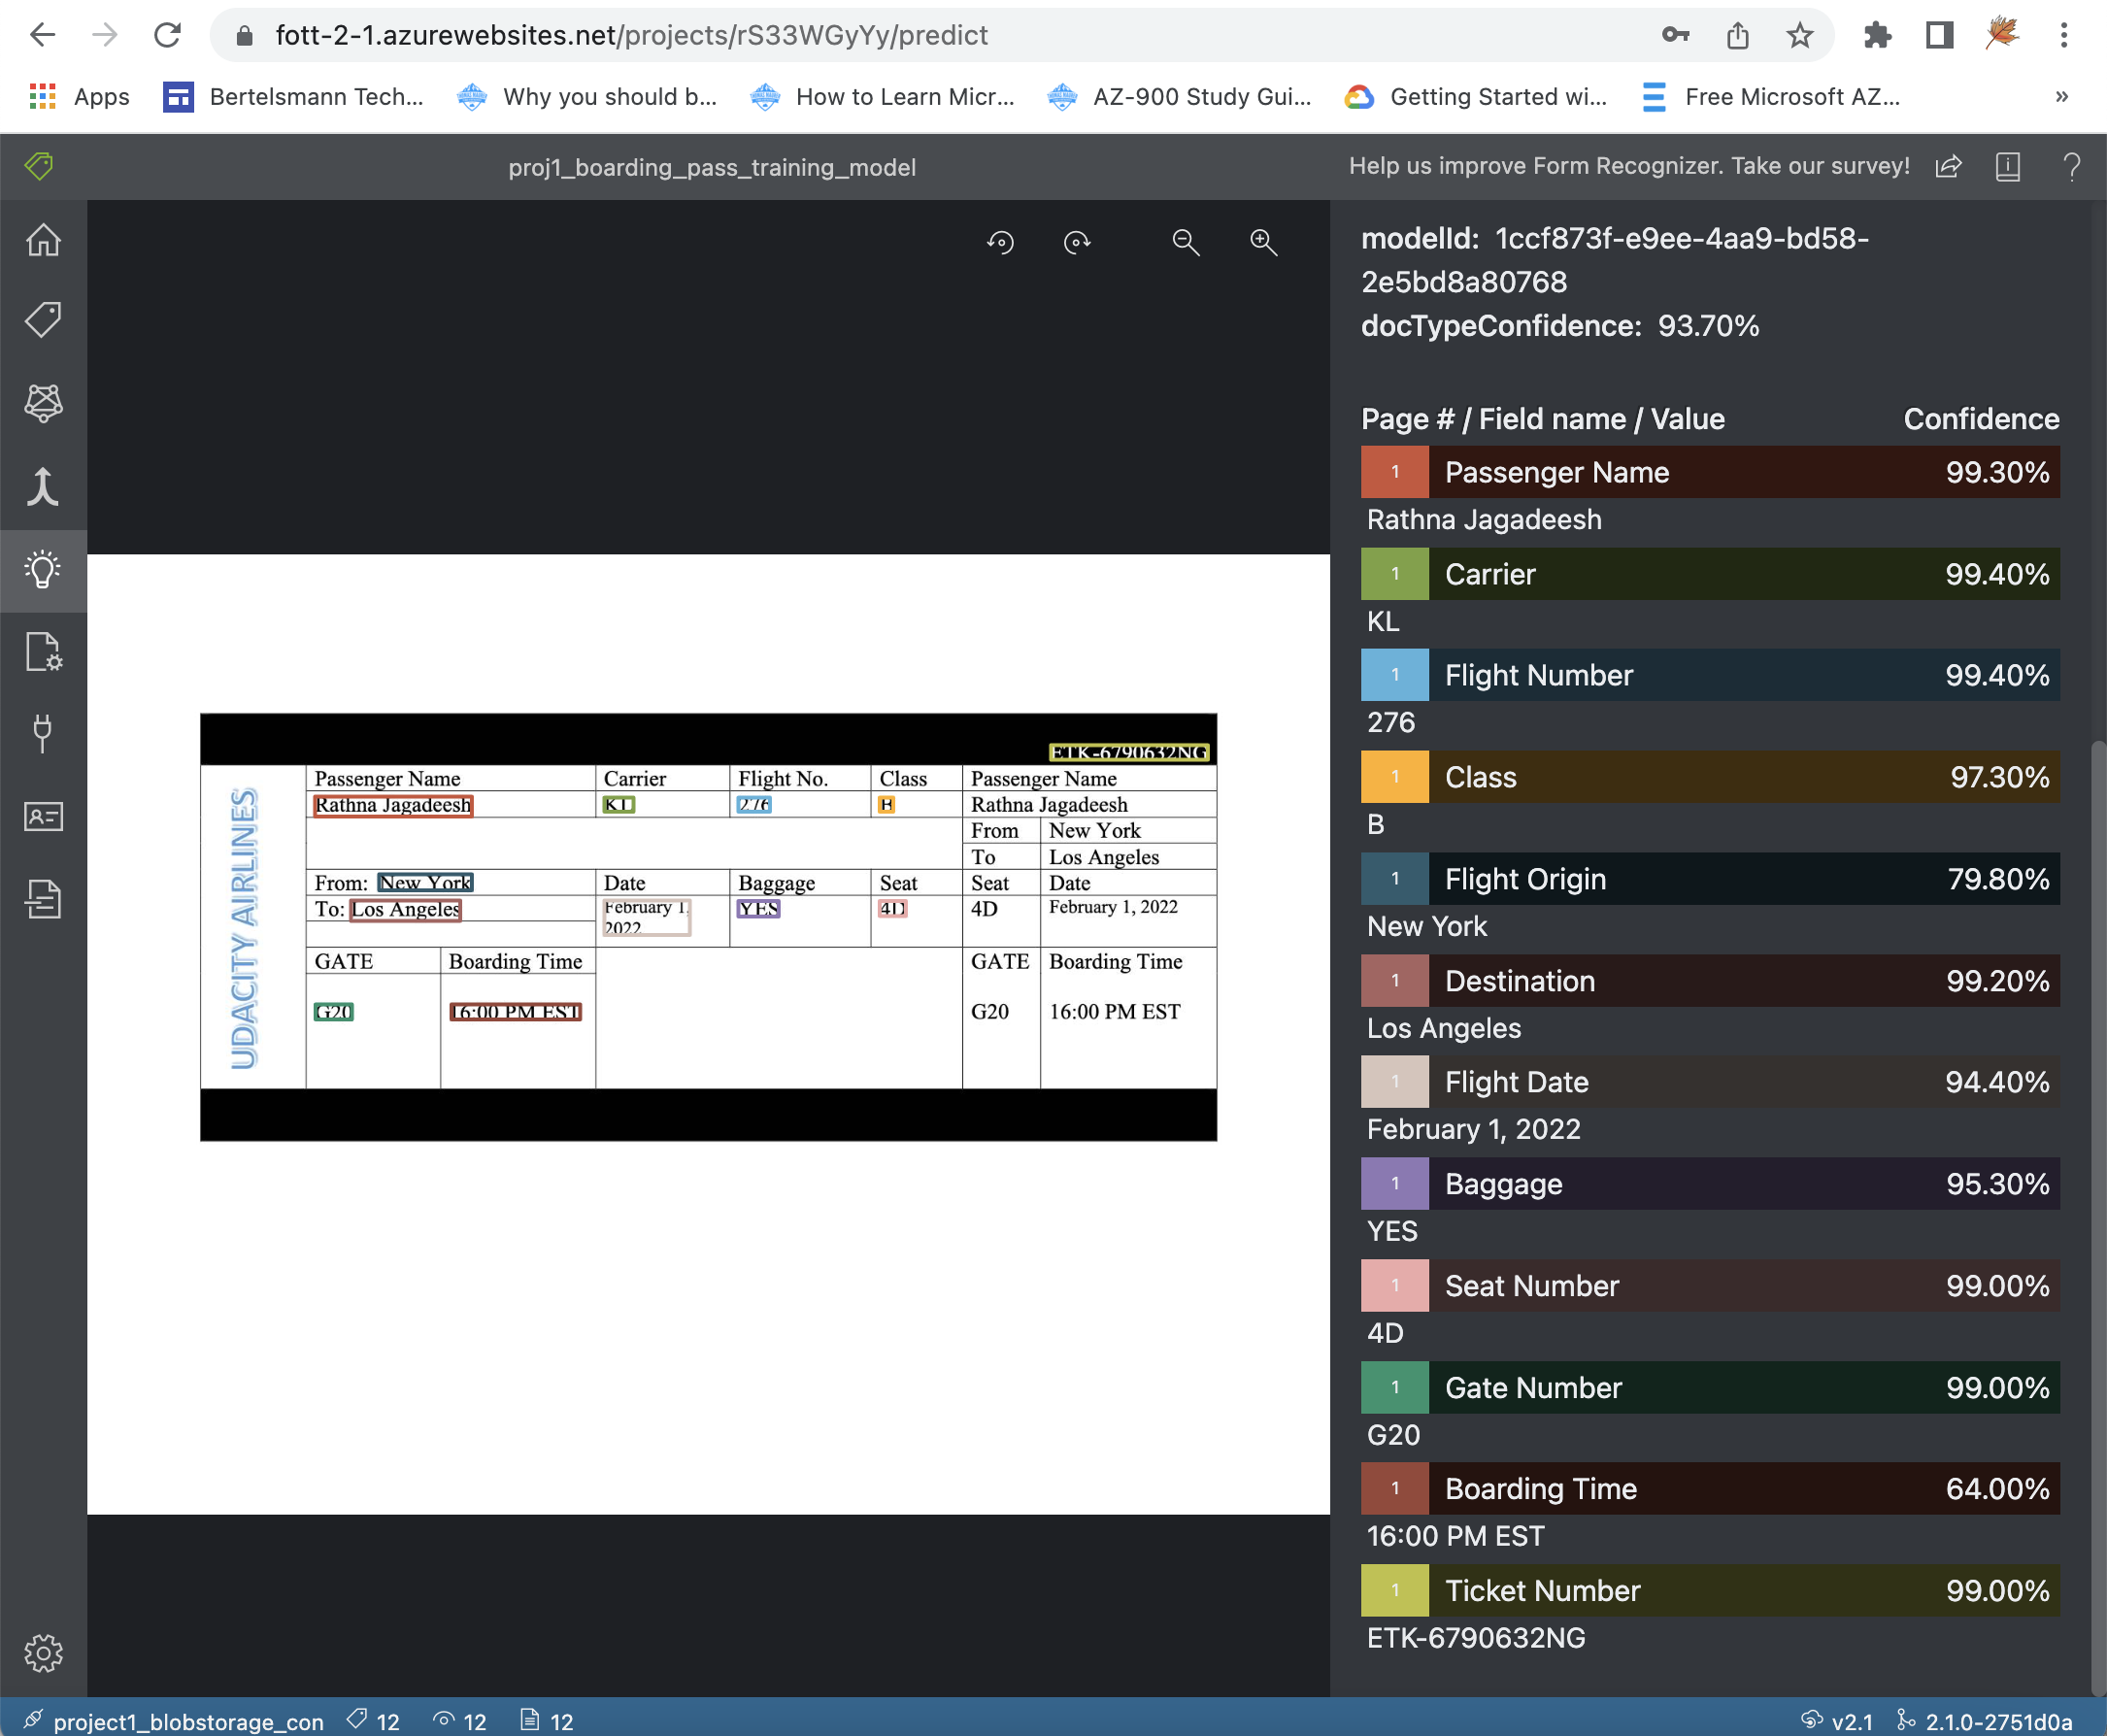 fott-2-1.azurewebsites.net/projects/rS33WGyYy/predict
Apps
Bertelsmann Tech...
Why you should b...
How to Learn Micr...
AZ-900 Study Gui...
Getting Started wi...
Free Microsoft AZ...
»
proj1_boarding_pass_training_model
Help us improve Form Recognizer. Take our survey!
ETK-6790632NG
UDACITY AIRLINES
Passenger Name Carrier Flight No. Class Passenger Name
Rathna Jagadeesh KL 276 B Rathna Jagadeesh
From New York
To Los Angeles
From: New York Date Baggage Seat Seat Date
To: Los Angeles February 1, 2022 YES 4D 4D February 1, 2022
GATE Boarding Time GATE Boarding Time
G20 16:00 PM EST G20 16:00 PM EST
modelId: 1ccf873f-e9ee-4aa9-bd58-
2e5bd8a80768
docTypeConfidence: 93.70%
Page # / Field name / Value Confidence
1 Passenger Name 99.30%
Rathna Jagadeesh
1 Carrier 99.40%
KL
1 Flight Number 99.40%
276
1 Class 97.30%
B
1 Flight Origin 79.80%
New York
1 Destination 99.20%
Los Angeles
1 Flight Date 94.40%
February 1, 2022
1 Baggage 95.30%
YES
1 Seat Number 99.00%
4D
1 Gate Number 99.00%
G20
1 Boarding Time 64.00%
16:00 PM EST
1 Ticket Number 99.00%
ETK-6790632NG
project1_blobstorage_con 12 12 12
v2.1 2.1.0-2751d0a